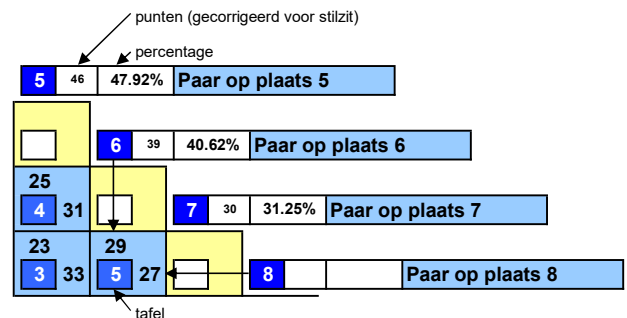 punten (gecorrigeerd voor stilzit)
percentage
5 46 47.92% Paar op plaats 5
6 39 40.62% Paar op plaats 6
25
4 31 7 30 31.25% Paar op plaats 7
23 29
3 33 5 27 8 Paar op plaats 8
tafel